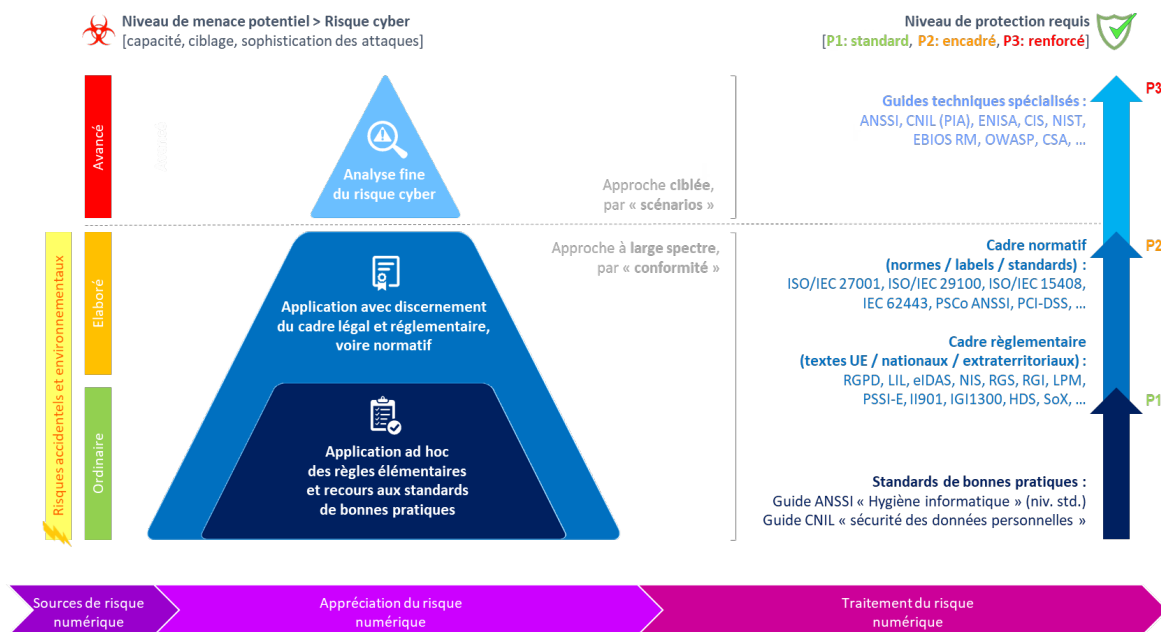 Niveau de menace potentiel > Risque cyber
[capacité, ciblage, sophistication des attaques]
Niveau de protection requis
[P1: standard, P2: encadré, P3: renforcé]
Avancé
Elaboré
Ordinaire
Risques accidentels et environnementaux
Analyse fine
du risque cyber
Approche ciblée,
par « scénarios »
Guides techniques spécialisés :
ANSSI, CNIL (PIA), ENISA, CIS, NIST,
EBIOS RM, OWASP, CSA, ...
P3
Approche à large spectre,
par « conformité »
Application avec discernement
du cadre légal et réglementaire,
voire normatif
Cadre normatif
(normes / labels / standards) :
ISO/IEC 27001, ISO/IEC 29100, ISO/IEC 15408,
IEC 62443, PSCo ANSSI, PCI-DSS, ...
P2
Cadre règlementaire
(textes UE / nationaux / extraterritoriaux) :
RGPD, LIL, eIDAS, NIS, RGS, RGI, LPM,
PSSI-E, II901, IGI1300, HDS, SoX, ...
P1
Application ad hoc
des règles élémentaires
et recours aux standards
de bonnes pratiques
Standards de bonnes pratiques :
Guide ANSSI « Hygiène informatique » (niv. std.)
Guide CNIL « sécurité des données personnelles »
Sources de risque
numérique
Appréciation du risque
numérique
Traitement du risque
numérique